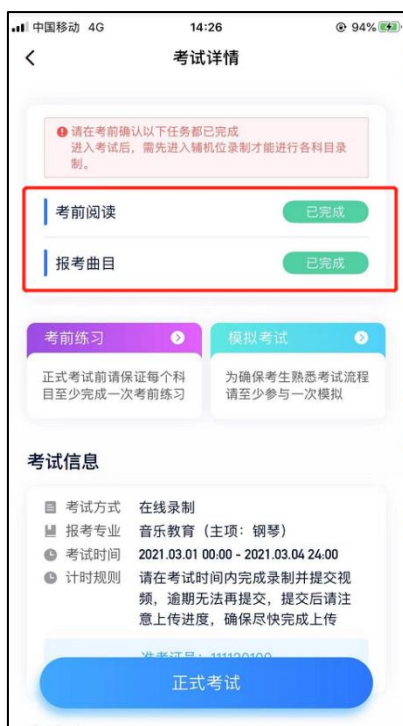 中国移动 4G 14:26 94%
考试详情
请在考前确认以下任务都已完成
进入考试后，需先进入辅机位录制才能进行各科目录
制。
考前阅读 已完成
报考曲目 已完成
考前练习 模拟考试
正式考试前请保证每个科
目至少完成一次考前练习
为确保考生熟悉考试流程
请至少参与一次模拟
考试信息
考试方式 在线录制
报考专业 音乐教育（主项：钢琴）
考试时间 2021.03.01 00:00 - 2021.03.04 24:00
计时规则 请在考试时间内完成录制并提交视
频，逾期无法再提交，提交后请注
意上传进度，确保尽快完成上传
准考证号：111120100
正式考试